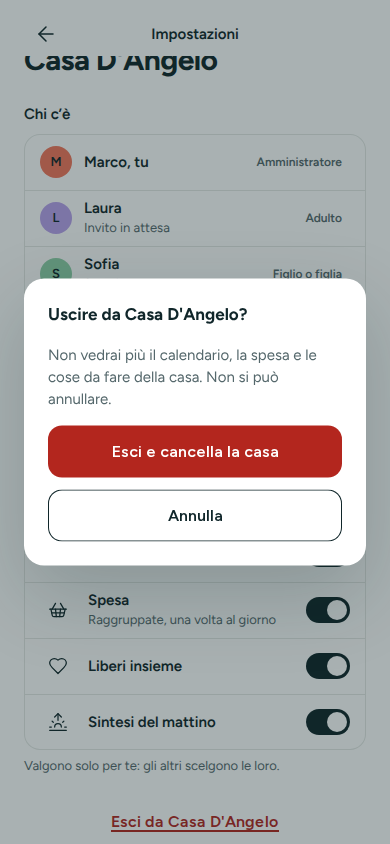 Impostazioni
Casa D'Angelo
Chi c'è
M
Marco, tu
Amministratore
L
Laura
Invito in attesa
Adulto
S
Sofia
Figlio o figlia
Uscire da Casa D'Angelo?
Non vedrai più il calendario, la spesa e le
cose da fare della casa. Non si può
annullare.
Esci e cancella la casa
Annulla
Spesa
Raggruppate, una volta al giorno
Liberi insieme
Sintesi del mattino
Valgono solo per te: gli altri scelgono le loro.
Esci da Casa D'Angelo